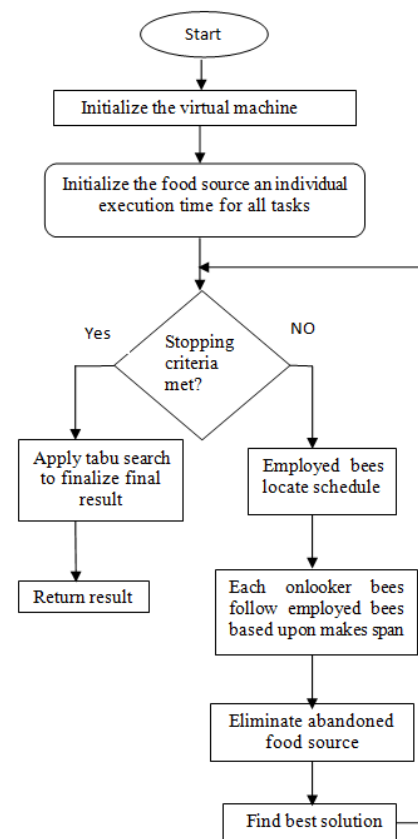 Start
Initialize the virtual machine
Initialize the food source an individual
execution time for all tasks
Yes
NO
Stopping
criteria
met?
Apply tabu search
to finalize final
result
Return result
Employed bees
locate schedule
Each onlooker bees
follow employed bees
based upon makes span
Eliminate abandoned
food source
Find best solution